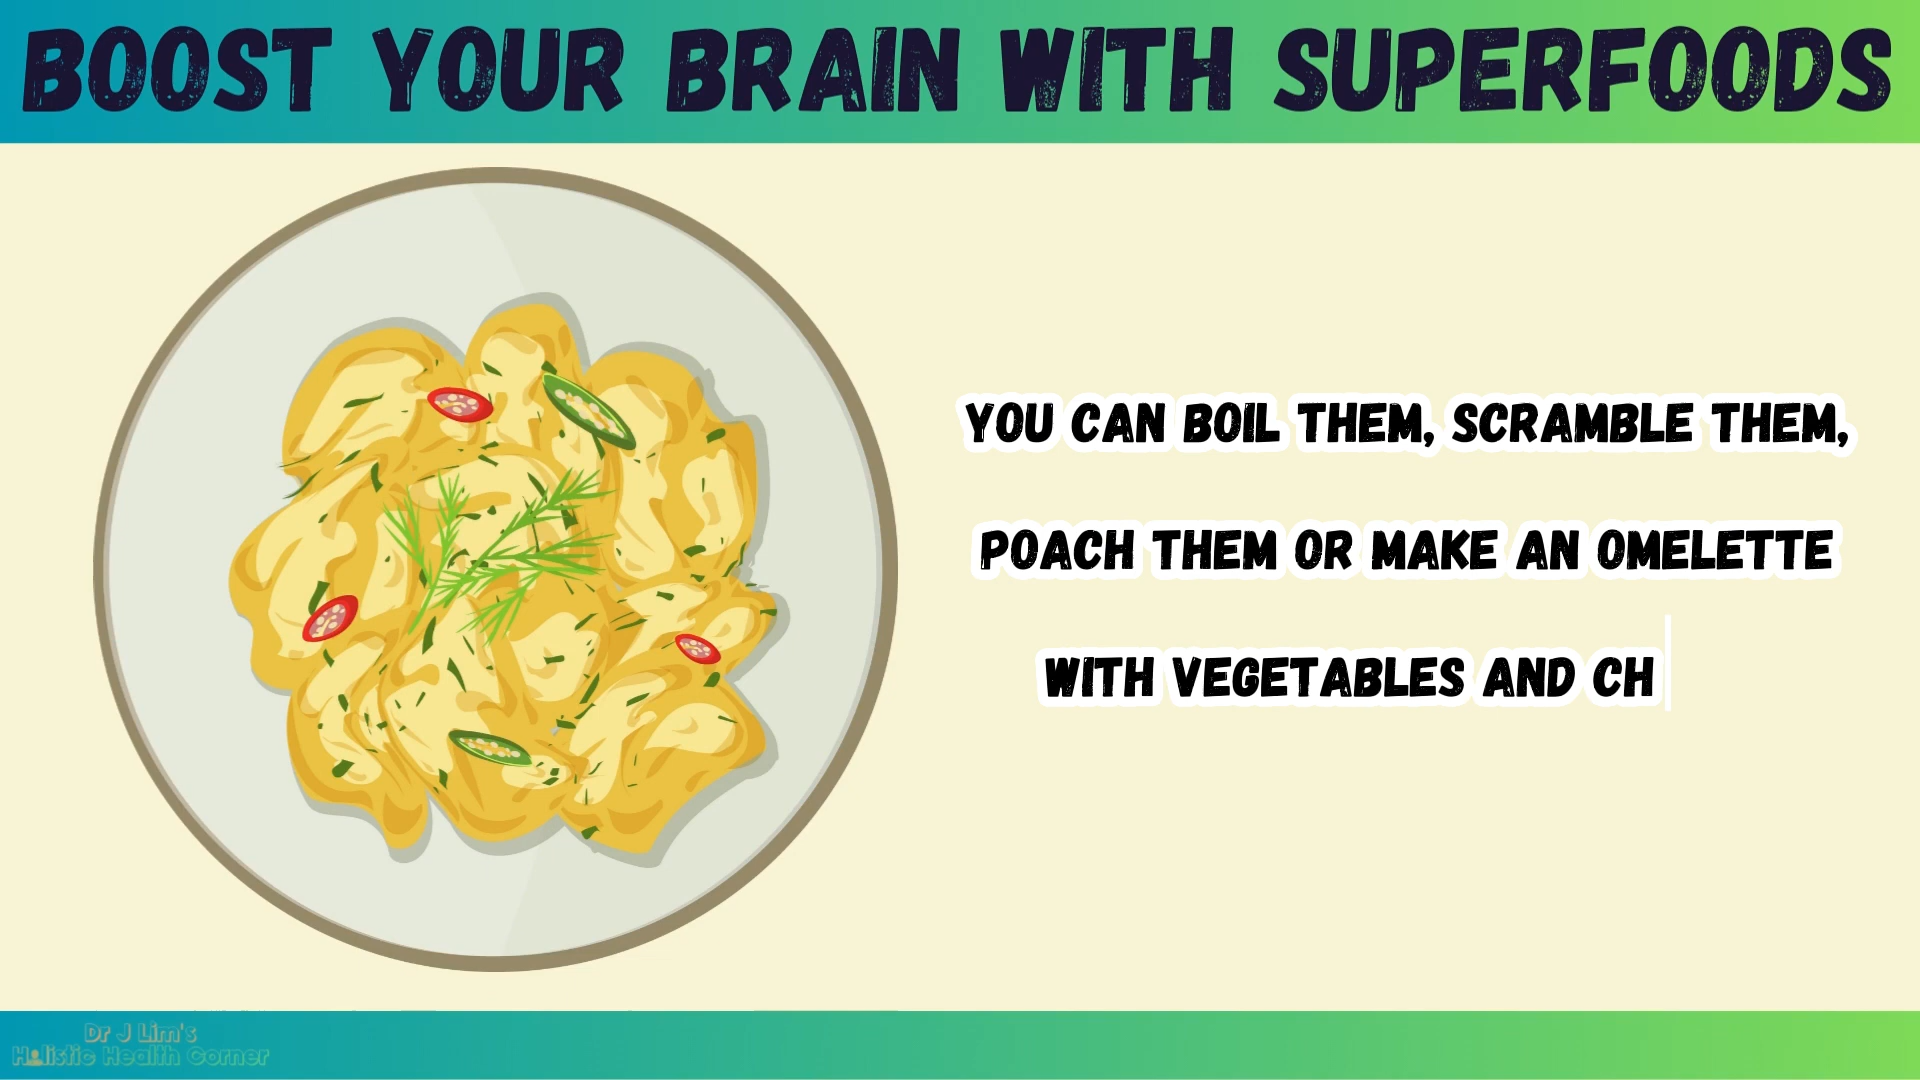 BOOST YOUR BRAIN WITH SUPERFOODS
YOU CAN BOIL THEM, SCRAMBLE THEM,
POACH THEM OR MAKE AN OMELETTE
WITH VEGETABLES AND CH
Dr J Lim's
Holistic Health Corner